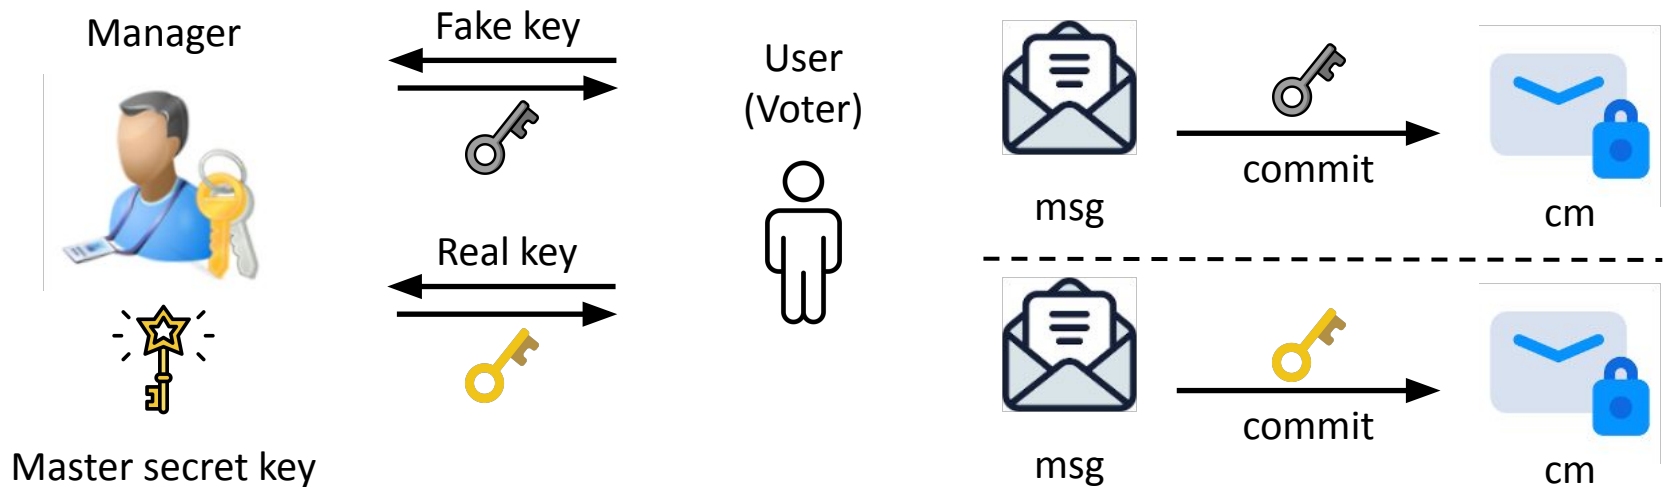 Manager
Master secret key
Fake key
Real key
User
(Voter)
msg
commit
cm
msg
commit
cm